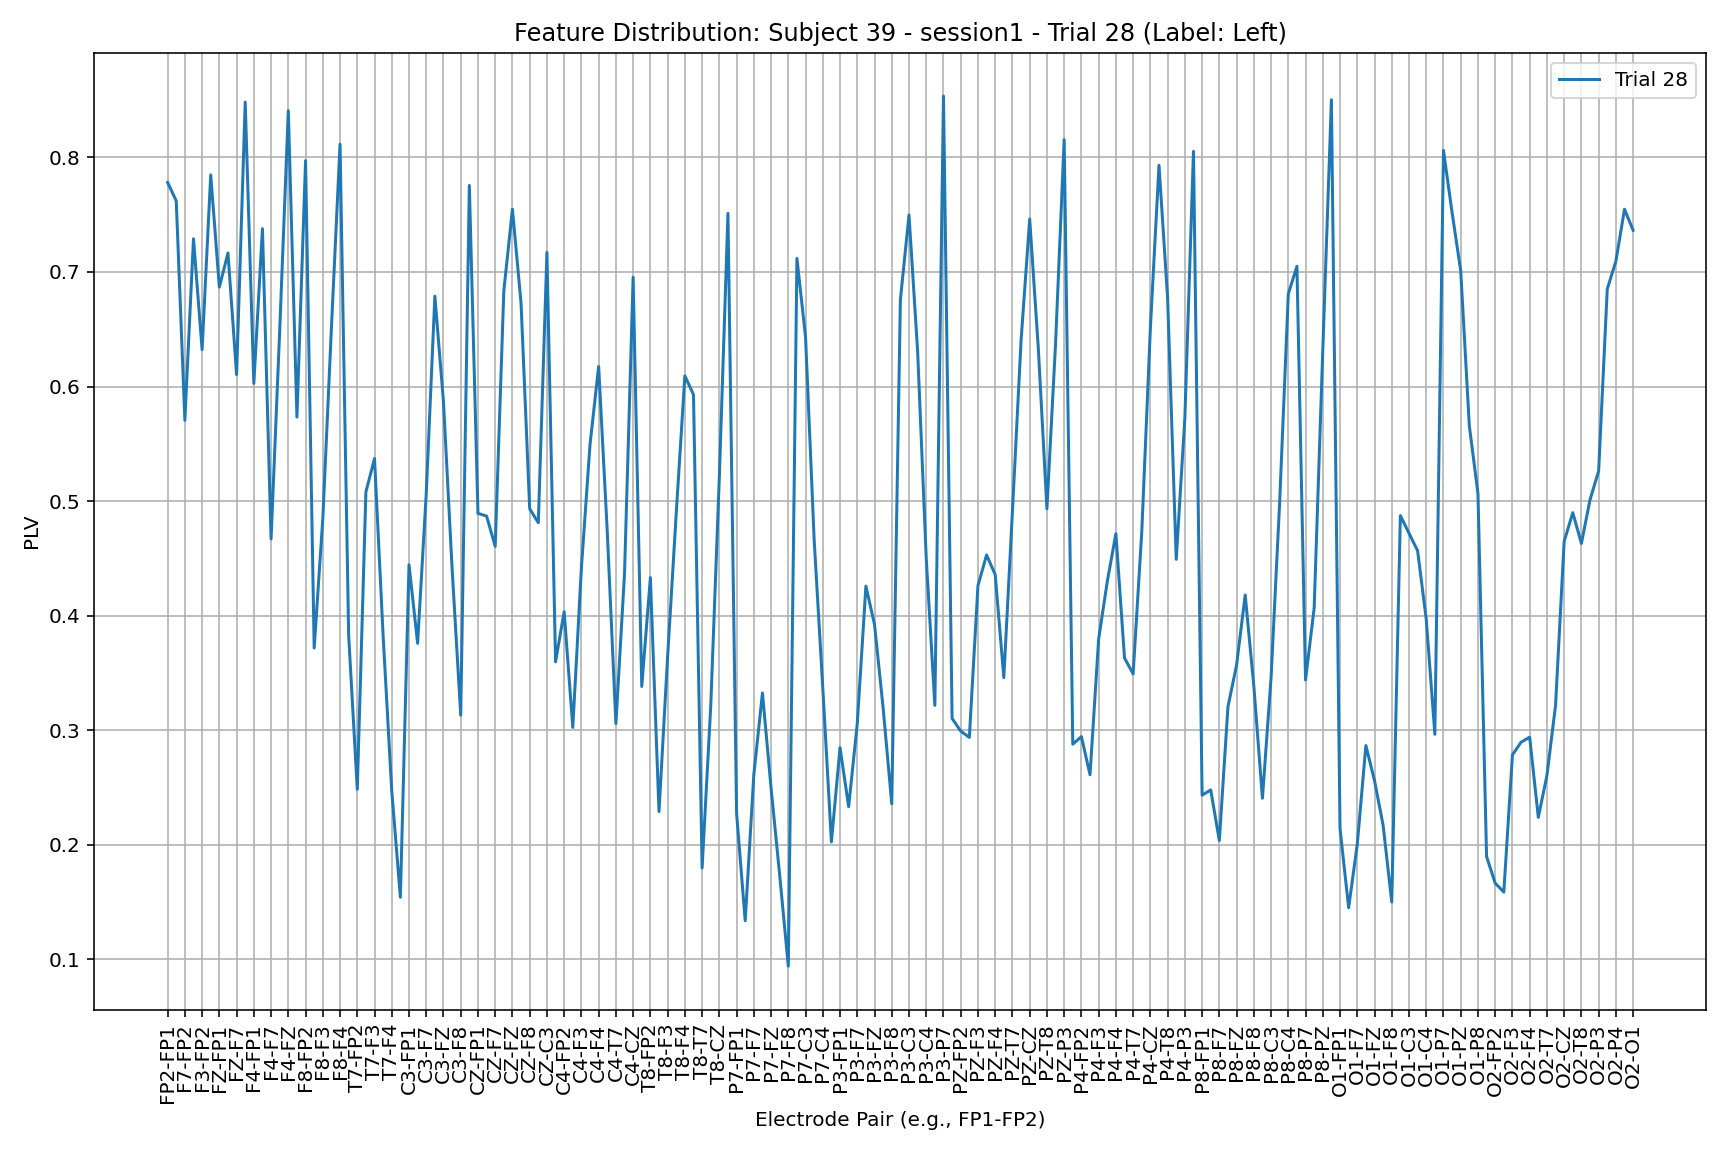 Feature Distribution: Subject 39 - session1 - Trial 28 (Label: Left)
Trial 28
0.8
0.7
0.6
0.5
0.4
0.3
0.2
0.1
PLV
FP2-FP1
F7-FP2
F3-FP2
FZ-FP1
FZ-F7
F4-FP1
F4-F7
F4-FZ
F8-FP2
F8-F3
F8-F4
T7-FP2
T7-F3
T7-F4
C3-FP1
C3-F7
C3-FZ
C3-F8
CZ-FP1
CZ-F7
CZ-FZ
CZ-F8
CZ-C3
C4-FP2
C4-F3
C4-F4
C4-T7
C4-CZ
T8-FP2
T8-F3
T8-F4
T8-T7
T8-CZ
P7-FP1
P7-F7
P7-FZ
P7-F8
P7-C3
P7-C4
P3-FP1
P3-F7
P3-FZ
P3-F8
P3-C3
P3-C4
P3-P7
PZ-FP2
PZ-F3
PZ-F4
PZ-T7
PZ-CZ
PZ-T8
PZ-P3
P4-FP2
P4-F3
P4-F4
P4-T7
P4-CZ
P4-T8
P4-P3
P8-FP1
P8-F7
P8-FZ
P8-F8
P8-C3
P8-C4
P8-P7
P8-PZ
O1-FP1
O1-F7
O1-FZ
O1-F8
O1-C3
O1-C4
O1-P7
O1-PZ
O1-P8
O2-FP2
O2-F3
O2-F4
O2-T7
O2-CZ
O2-T8
O2-P3
O2-P4
O2-O1
Electrode Pair (e.g., FP1-FP2)